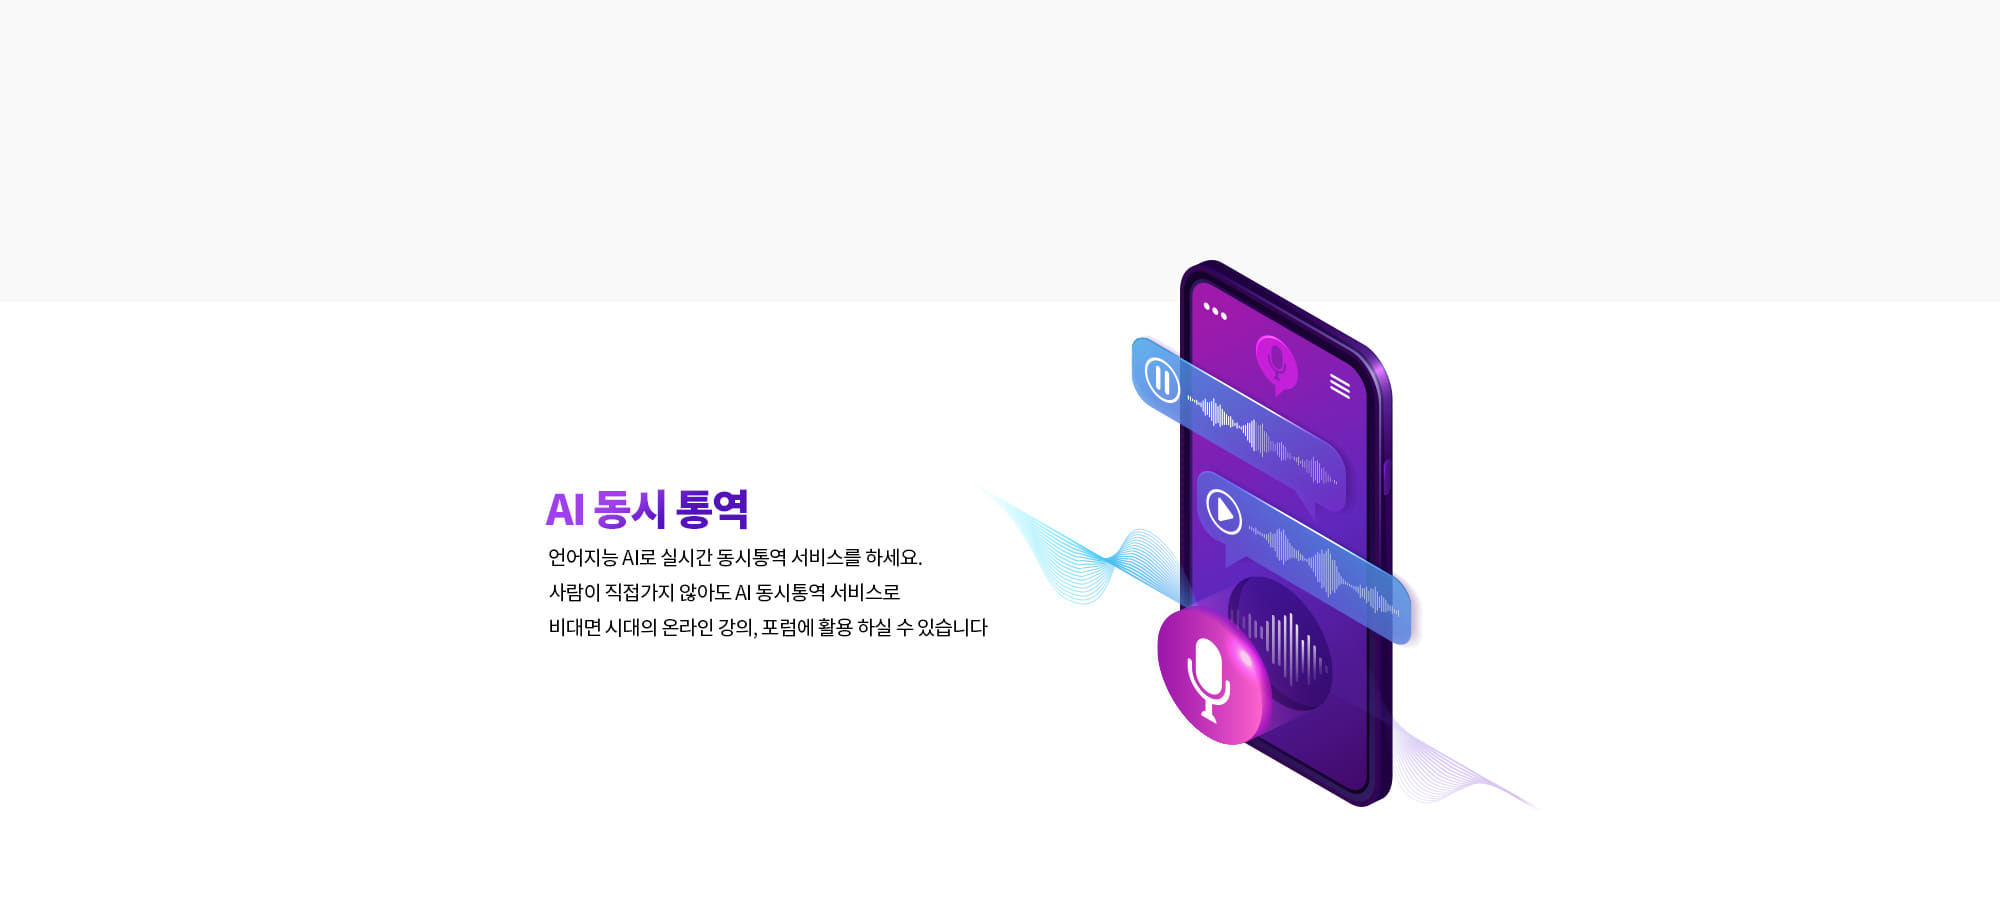 AI 동시 통역
언어지능 AI로 실시간 동시통역 서비스를 하세요.
사람이 직접가지 않아도 AI 동시통역 서비스로
비대면 시대의 온라인 강의, 포럼에 활용 하실 수 있습니다